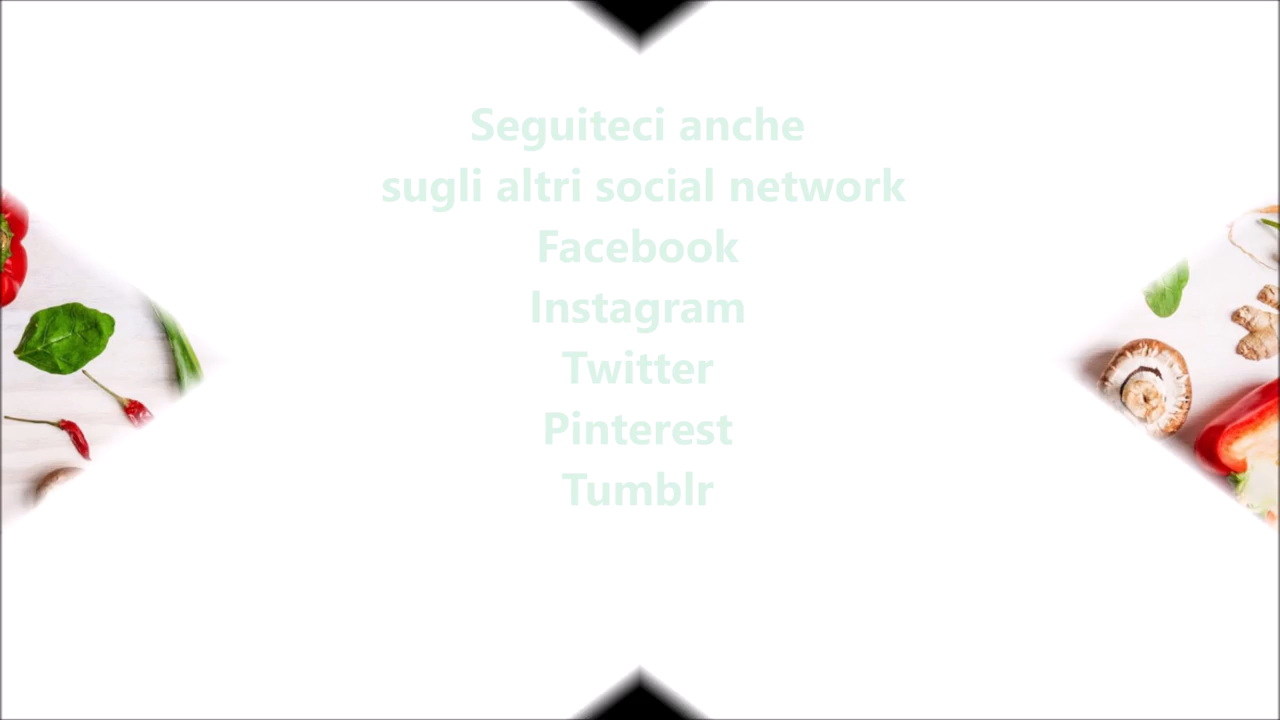 Seguiteci anche
sugli altri social network
Facebook
Instagram
Twitter
Pinterest
Tumblr